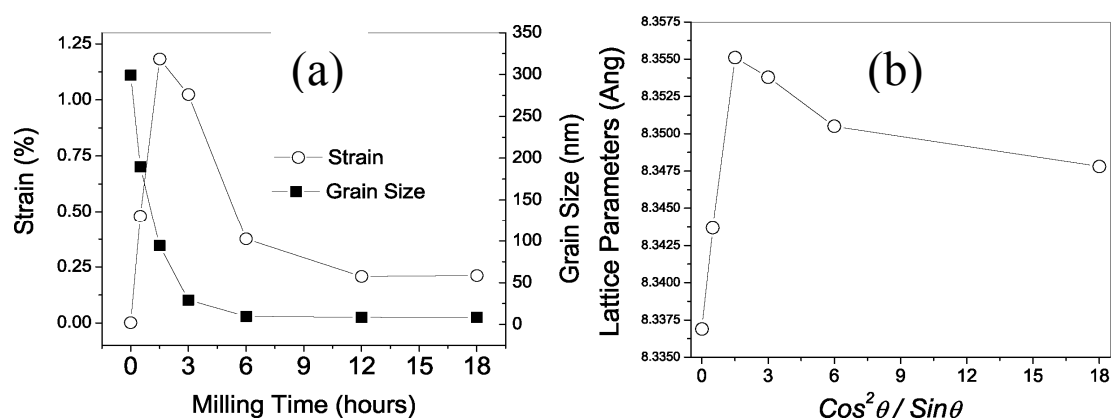 (a)
Strain (%)
1.25
1.00
0.75
0.50
0.25
0.00
Strain
Grain Size
350
300
250
200
150
100
50
0
Grain Size (nm)
0 3 6 9 12 15 18
Milling Time (hours)
(b)
Lattice Parameters (Ang)
8.3575
8.3550
8.3525
8.3500
8.3475
8.3450
8.3425
8.3400
8.3375
8.3350
0 3 6 9 12 15 18
Cos²θ / Sinθ